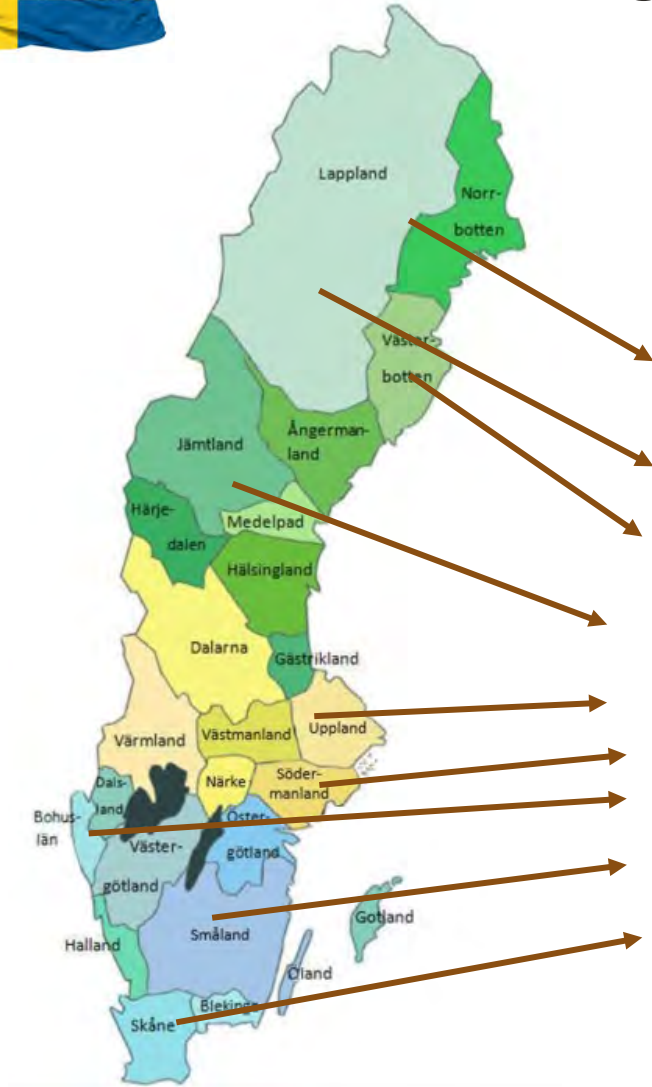 Lappland
Norr-
botten
Väster-
botten
Ångerman-
land
Jämtland
Härje-
dalen
Medelpad
Hälsingland
Dalarna
Gästrikland
Uppland
Västmanland
Värmland
Söder-
manland
Närke
Dals-
land
Bohus-
län
Öster-
götland
Väster-
götland
Gotland
Halland
Småland
Öland
Blekinge
Skåne